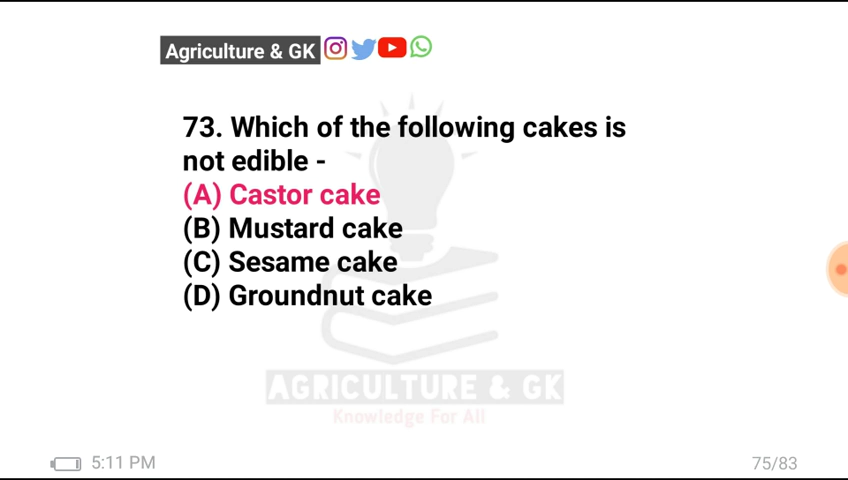 Agriculture & GK
73. Which of the following cakes is
not edible -
(A) Castor cake
(B) Mustard cake
(C) Sesame cake
(D) Groundnut cake
AGRICULTURE & GK
Knowledge For All
5:11 PM
75/83